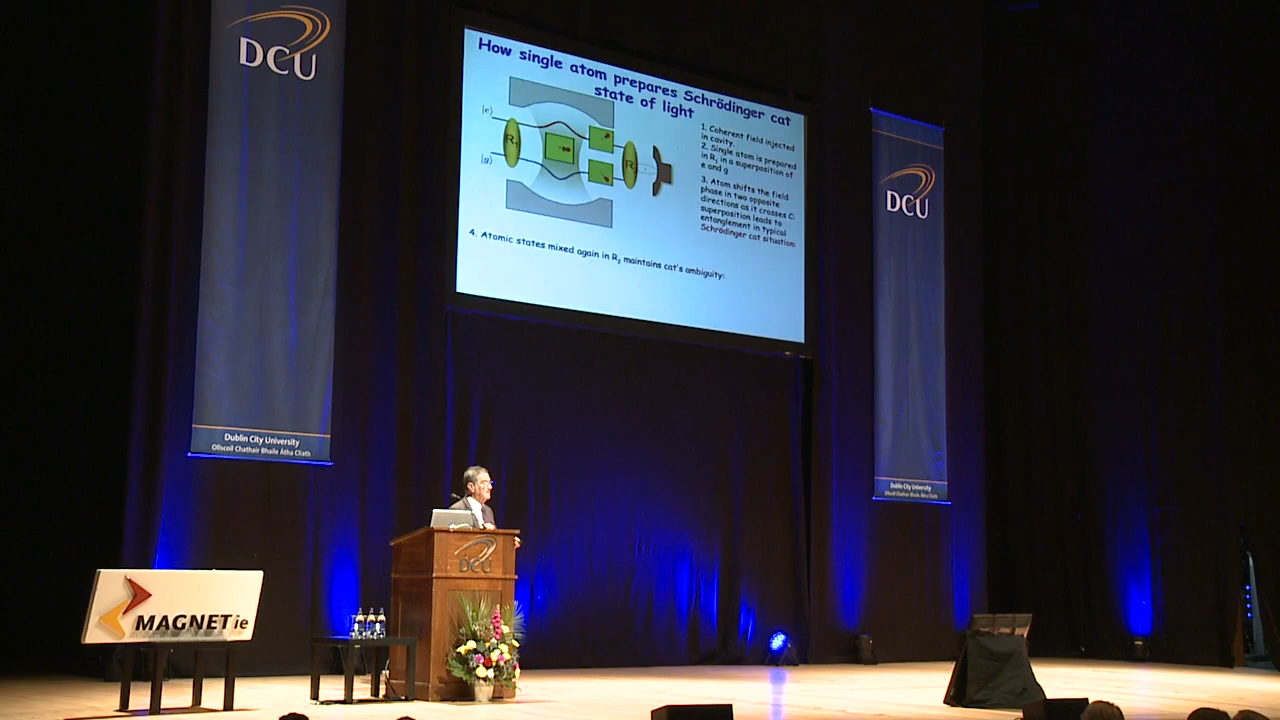 DCU
Dublin City University
Ollscoil Chathair Bhaile Átha Cliath
How single atom prepares Schrödinger cat
state of light
|e⟩
|g⟩
R1
R2
1. Coherent field injected
in cavity.
2. Single atom is prepared
in R1 in a superposition of
e and g
3. Atom shifts the field
phase in two opposite
directions as it crosses C:
superposition leads to
entanglement in typical
Schrödinger cat situation:
4. Atomic states mixed again in R2 maintains cat's ambiguity:
DCU
Dublin City University
Ollscoil Chathair Bhaile Átha Cliath
DCU
MAGNETie